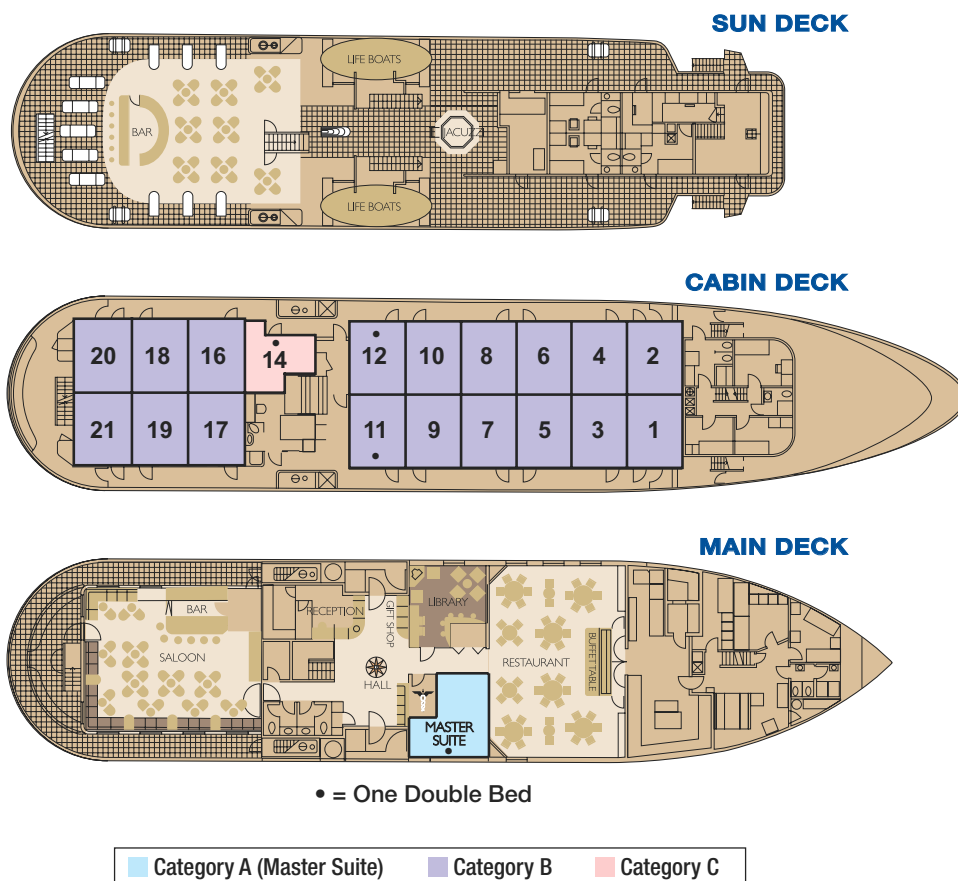 SUN DECK
LIFE BOATS
BAR
JACUZZI
LIFE BOATS
CABIN DECK
20 18 16 14 12 10 8 6 4 2
21 19 17 11 9 7 5 3 1
MAIN DECK
BAR
RECEPTION
GIFT SHOP
LIBRARY
SALOON
HALL
RESTAURANT
BUFFET TABLE
MASTER
SUITE
• = One Double Bed
Category A (Master Suite) Category B Category C